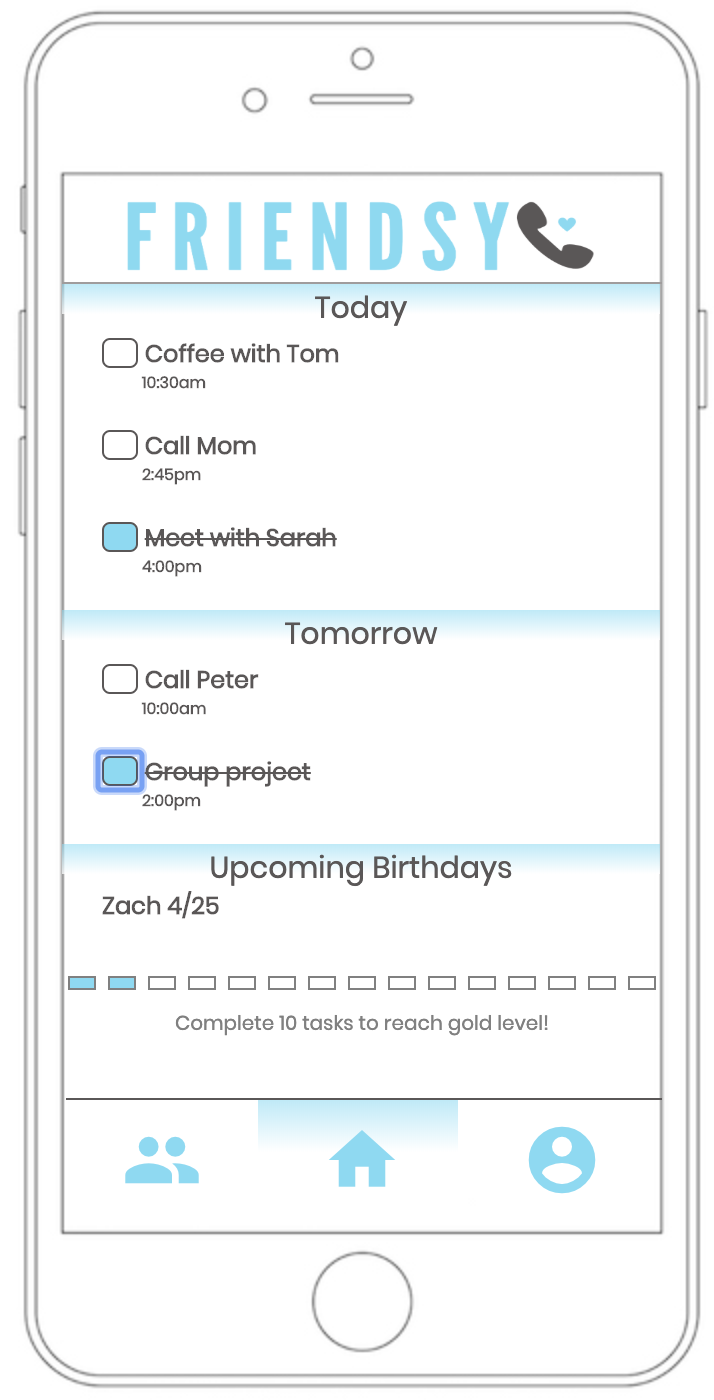 FRIENDSY
Today
Coffee with Tom
10:30am
Call Mom
2:45pm
Meet with Sarah
4:00pm
Tomorrow
Call Peter
10:00am
Group project
2:00pm
Upcoming Birthdays
Zach 4/25
Complete 10 tasks to reach gold level!